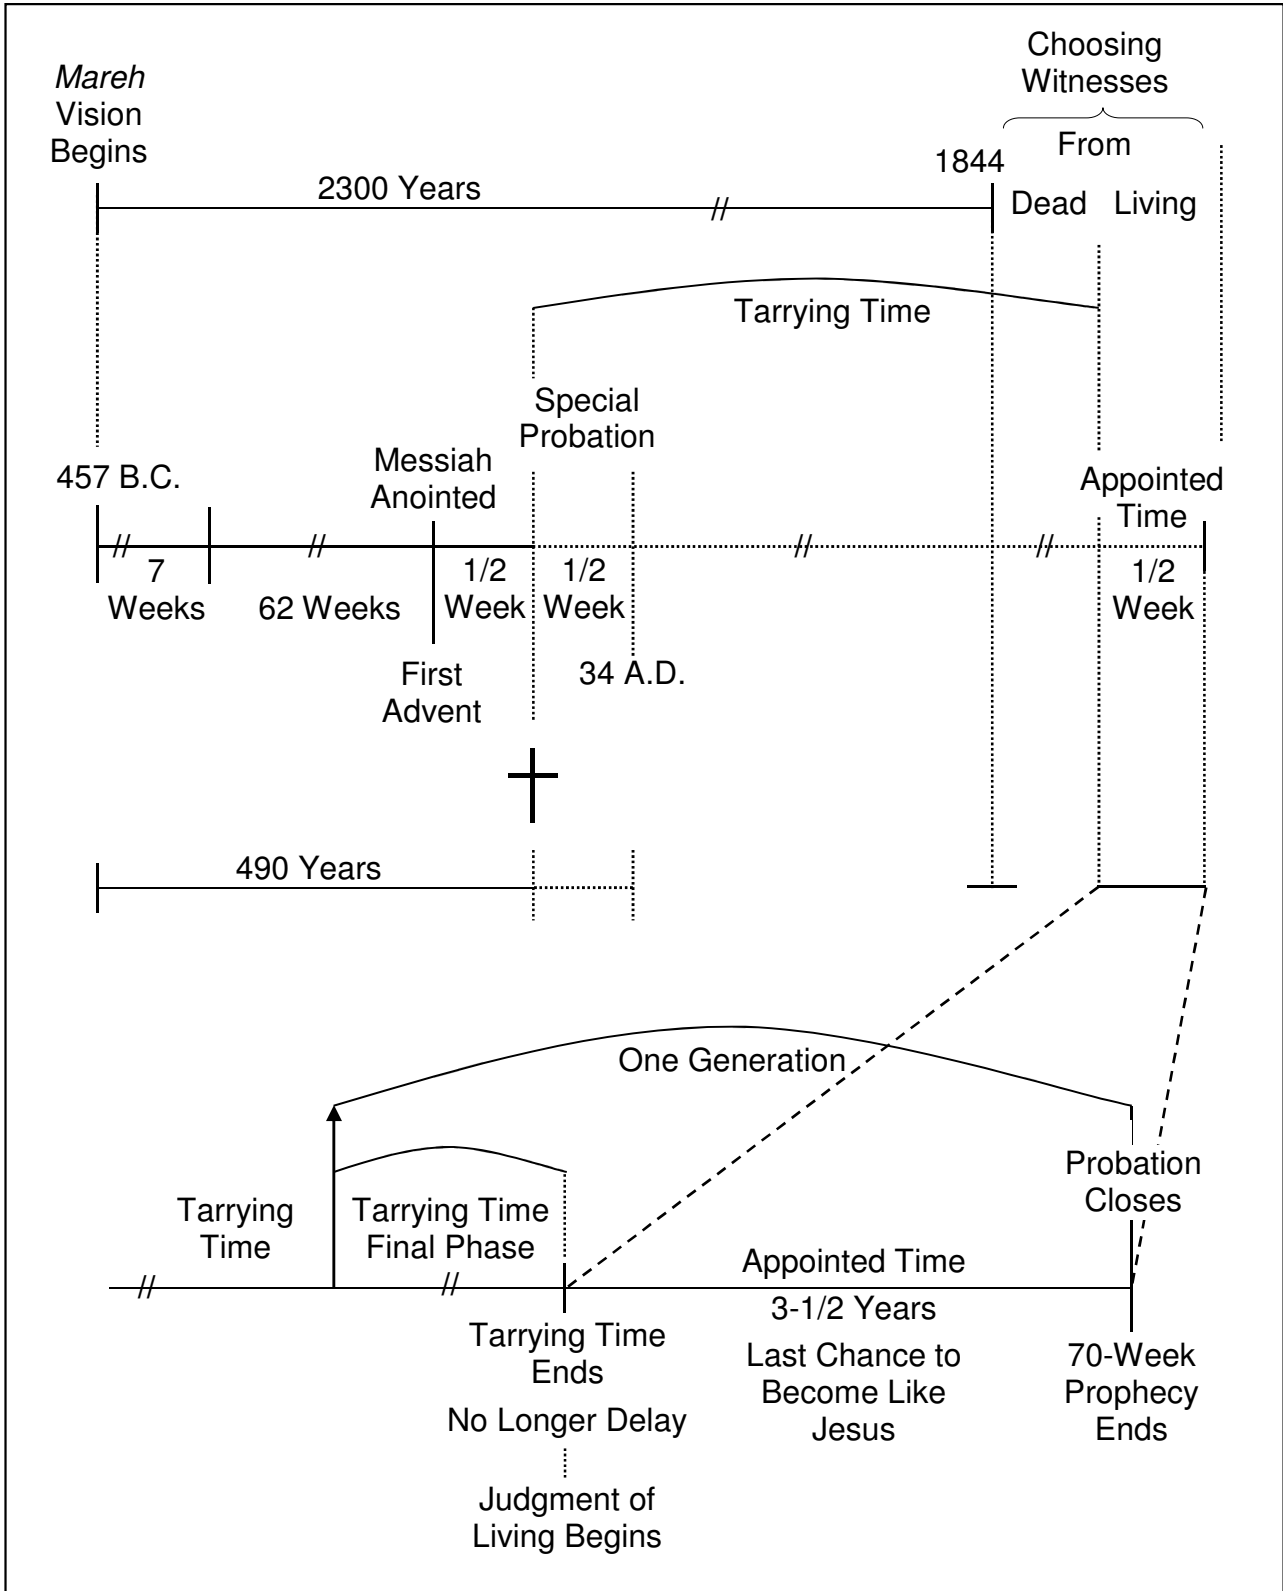 Choosing
Witnesses
Mareh
Vision
Begins
From
1844
2300 Years
Dead Living
Tarrying Time
Special
Probation
Messiah
Anointed
457 B.C.
Appointed
Time
7
Weeks
62 Weeks
1/2
Week
1/2
Week
1/2
Week
First
Advent
34 A.D.
490 Years
One Generation
Probation
Closes
Tarrying
Time
Tarrying Time
Final Phase
Appointed Time
3-1/2 Years
Tarrying Time
Ends
Last Chance to
Become Like
Jesus
70-Week
Prophecy
Ends
No Longer Delay
Judgment of
Living Begins